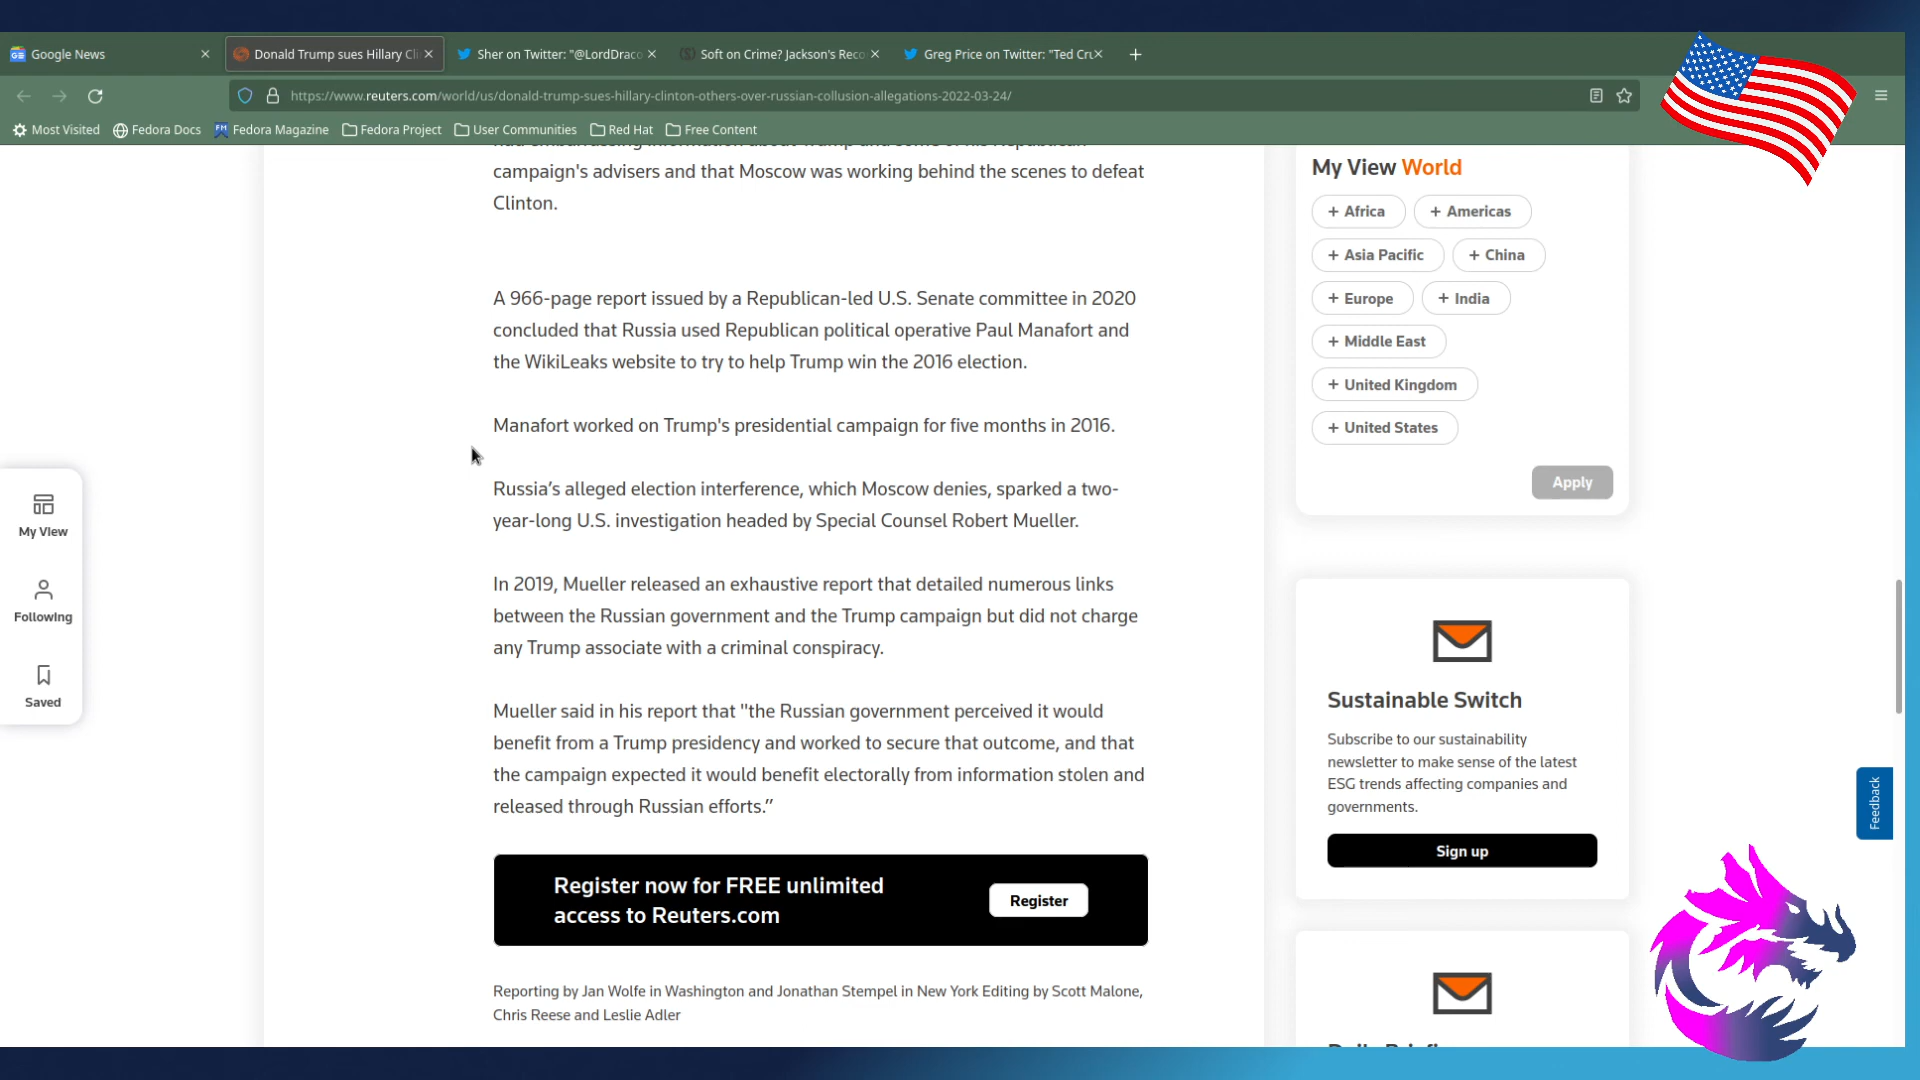 Google News
Donald Trump sues Hillary Cli
Sher on Twitter: "@LordDraco
Soft on Crime? Jackson's Reco
Greg Price on Twitter: "Ted Cru
https://www.reuters.com/world/us/donald-trump-sues-hillary-clinton-others-over-russian-collusion-allegations-2022-03-24/
Most Visited
Fedora Docs
Fedora Magazine
Fedora Project
User Communities
Red Hat
Free Content
had embarrassing information about Trump and some of his Republican
campaign's advisers and that Moscow was working behind the scenes to defeat
Clinton.
A 966-page report issued by a Republican-led U.S. Senate committee in 2020
concluded that Russia used Republican political operative Paul Manafort and
the WikiLeaks website to try to help Trump win the 2016 election.
Manafort worked on Trump's presidential campaign for five months in 2016.
Russia’s alleged election interference, which Moscow denies, sparked a two-
year-long U.S. investigation headed by Special Counsel Robert Mueller.
In 2019, Mueller released an exhaustive report that detailed numerous links
between the Russian government and the Trump campaign but did not charge
any Trump associate with a criminal conspiracy.
Mueller said in his report that "the Russian government perceived it would
benefit from a Trump presidency and worked to secure that outcome, and that
the campaign expected it would benefit electorally from information stolen and
released through Russian efforts.”
Register now for FREE unlimited
access to Reuters.com
Register
Reporting by Jan Wolfe in Washington and Jonathan Stempel in New York Editing by Scott Malone,
Chris Reese and Leslie Adler
My View
Following
Saved
My View World
+ Africa
+ Americas
+ Asia Pacific
+ China
+ Europe
+ India
+ Middle East
+ United Kingdom
+ United States
Apply
Sustainable Switch
Subscribe to our sustainability
newsletter to make sense of the latest
ESG trends affecting companies and
governments.
Sign up
Feedback